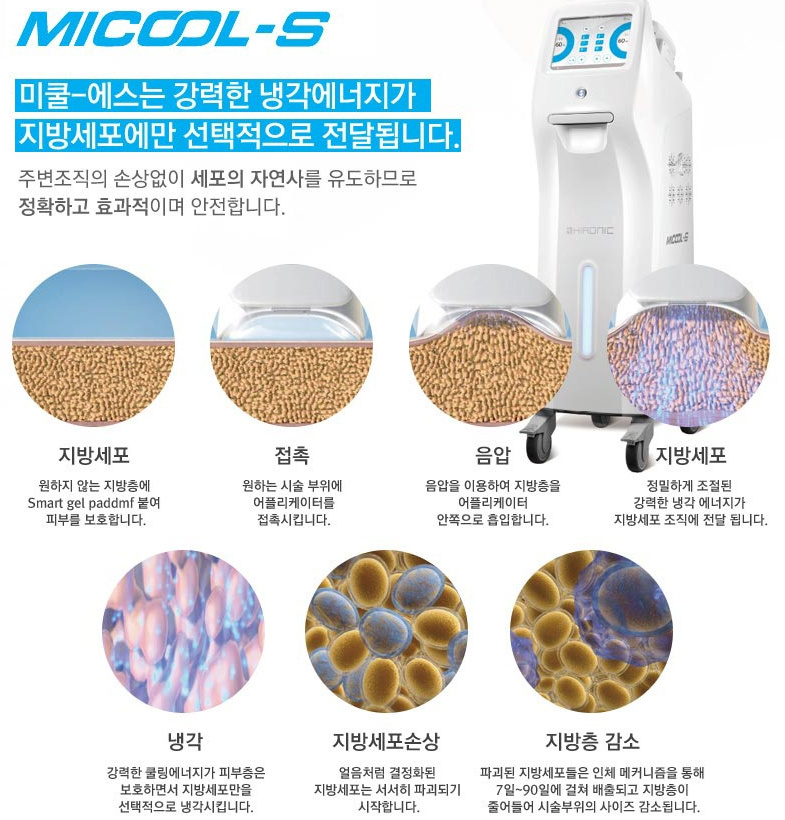 MICOOL-S
미쿨-에스는 강력한 냉각에너지가
지방세포에만 선택적으로 전달됩니다.
주변조직의 손상없이 세포의 자연사를 유도하므로
정확하고 효과적이며 안전합니다.
60
60
HIRONIC
MICOOL-S
지방세포
원하지 않는 지방층에
Smart gel paddmf 붙여
피부를 보호합니다.
접촉
원하는 시술 부위에
어플리케이터를
접촉시킵니다.
음압
음압을 이용하여 지방층을
어플리케이터
안쪽으로 흡입합니다.
지방세포
정밀하게 조절된
강력한 냉각 에너지가
지방세포 조직에 전달 됩니다.
냉각
강력한 쿨링에너지가 피부층은
보호하면서 지방세포만을
선택적으로 냉각시킵니다.
지방세포손상
얼음처럼 결정화된
지방세포는 서서히 파괴되기
시작합니다.
지방층 감소
파괴된 지방세포들은 인체 메커니즘을 통해
7일~90일에 걸쳐 배출되고 지방층이
줄어들어 시술부위의 사이즈 감소됩니다.